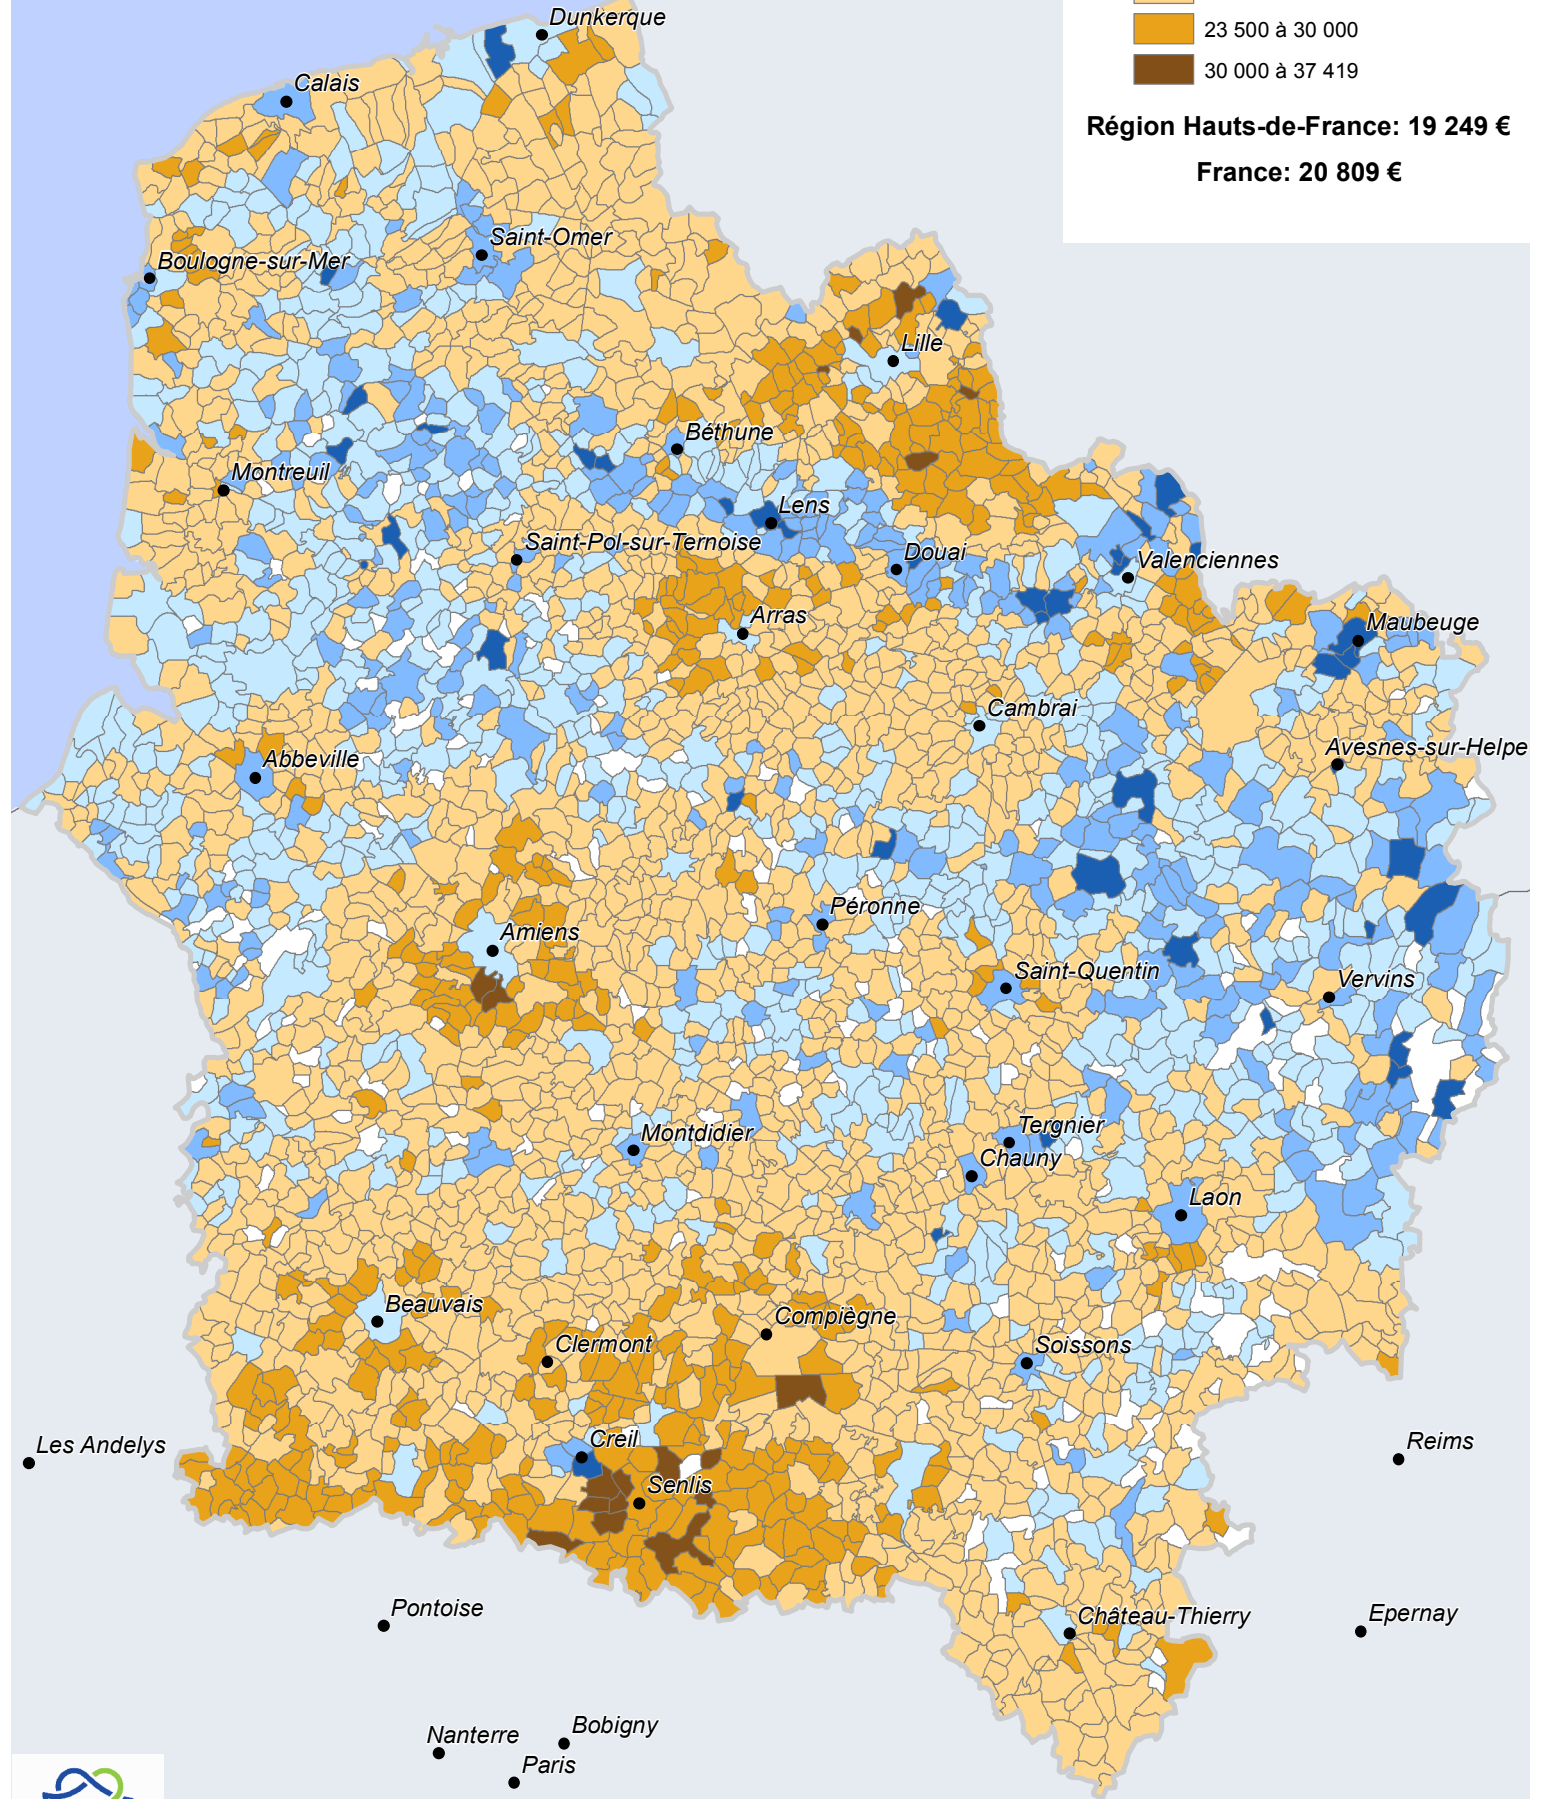 Dunkerque
23 500 à 30 000
30 000 à 37 419
Calais
Région Hauts-de-France: 19 249 €
France: 20 809 €
Saint-Omer
Boulogne-sur-Mer
Lille
Béthune
Montreuil
Lens
Saint-Pol-sur-Ternoise
Douai
Valenciennes
Arras
Maubeuge
Cambrai
Avesnes-sur-Helpe
Abbeville
Péronne
Amiens
Saint-Quentin
Vervins
Tergnier
Montdidier
Chauny
Laon
Beauvais
Compiègne
Clermont
Soissons
Creil
Les Andelys
Reims
Senlis
Pontoise
Château-Thierry
Epernay
Bobigny
Nanterre
Paris